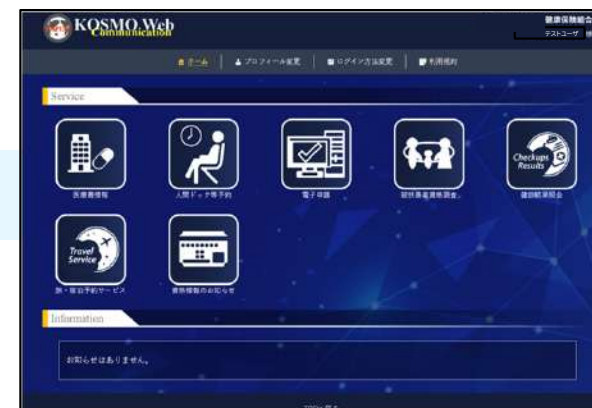 KOSMO Web
Communication
健康保険組合
テストユーザ 様
ホーム
プロフィール変更
ログイン方法変更
利用規約
Service
Checkups
Results
医療費情報
人間ドック等予約
電子申請
被扶養者資格調査
健診結果照会
Travel
Service
旅・宿泊予約サービス
資格情報のお知らせ
Information
お知らせはありません。